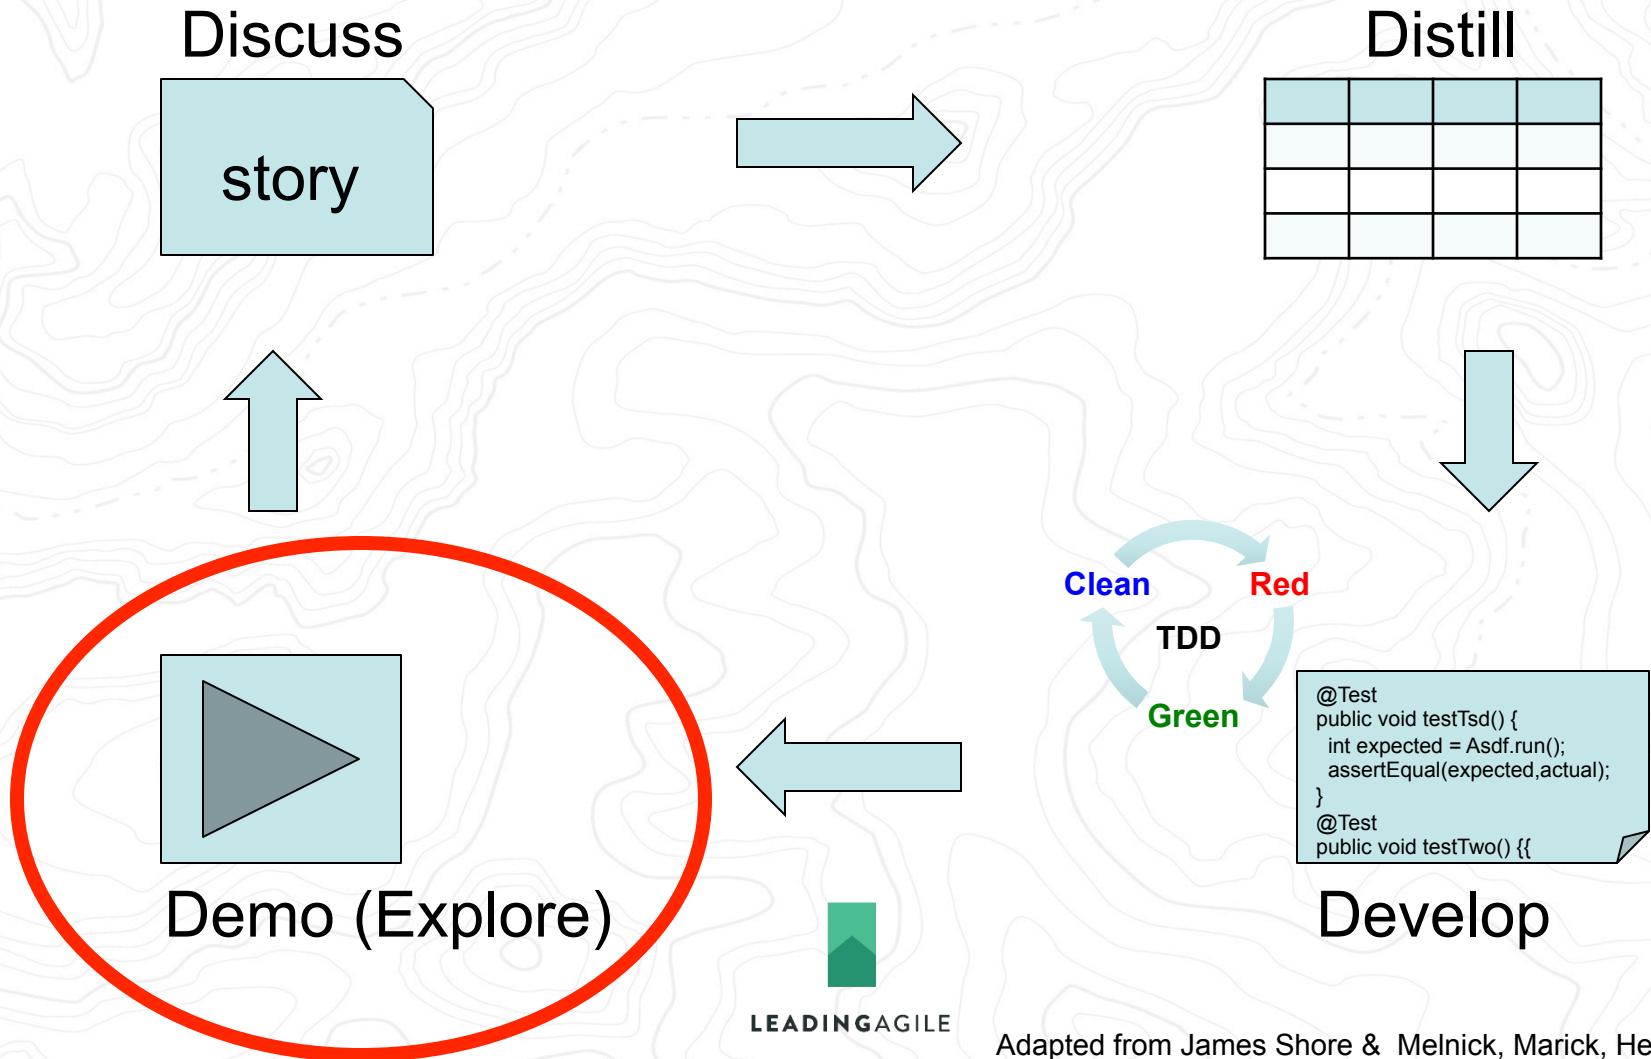 Discuss
Distill
story
Clean
Red
TDD
Green
@Test
public void testTsd() {
int expected = Asdf.run();
assertEqual(expected,actual);
}
@Test
public void testTwo() {{
Demo (Explore)
Develop
LEADINGAGILE
Adapted from James Shore & Melnick, Marick, He